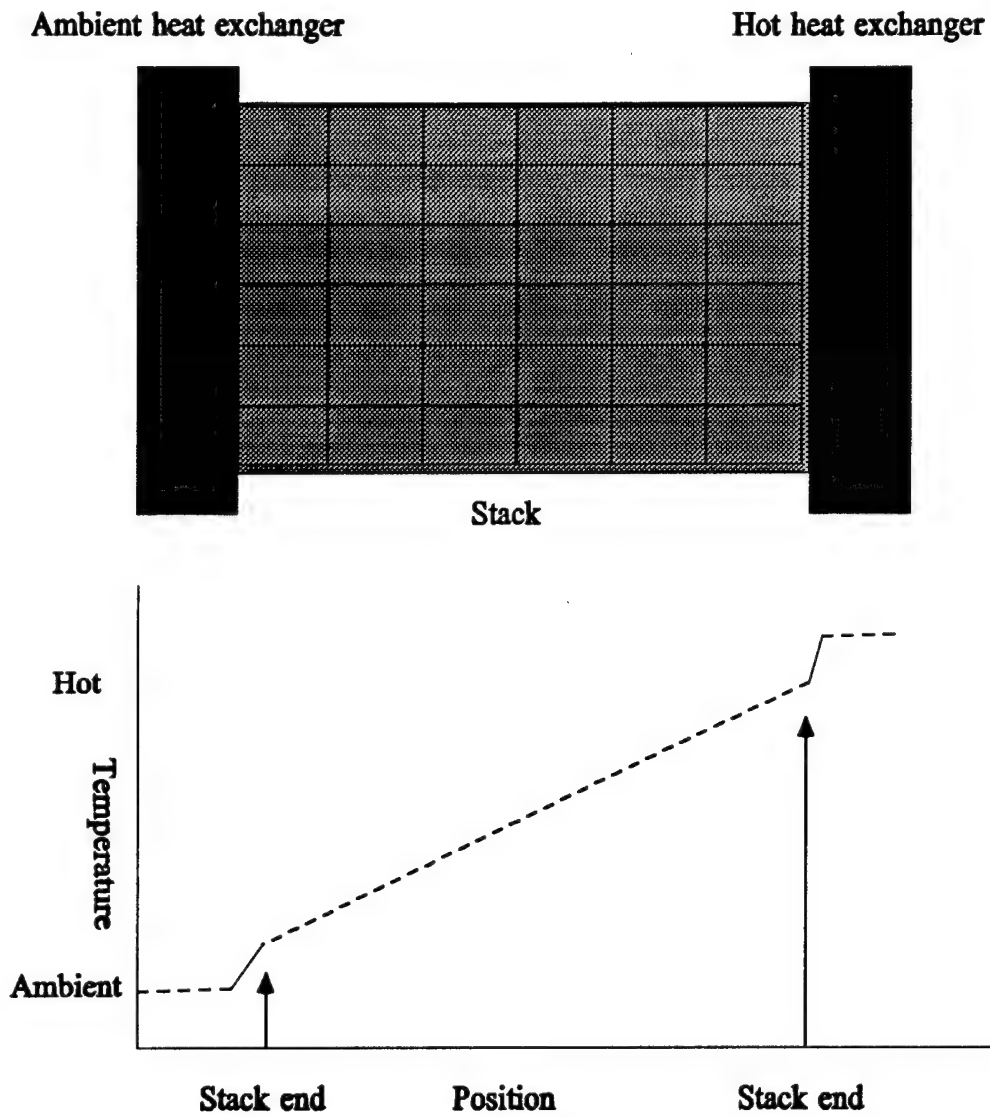 Ambient heat exchanger
Hot heat exchanger
Stack
Hot
Temperature
Ambient
Stack end
Position
Stack end